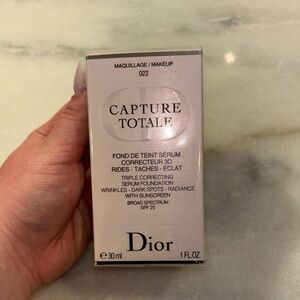 MAQUILLAGE / MAKEUP
022
CAPTURE
TOTALE
FOND DE TEINT SÉRUM
CORRECTEUR 3D
RIDES - TACHES - ÉCLAT
TRIPLE CORRECTING
SERUM FOUNDATION
WRINKLES - DARK SPOTS - RADIANCE
WITH SUNSCREEN
BROAD SPECTRUM
SPF 25
Dior
℮ 30 ml 1 FL.OZ